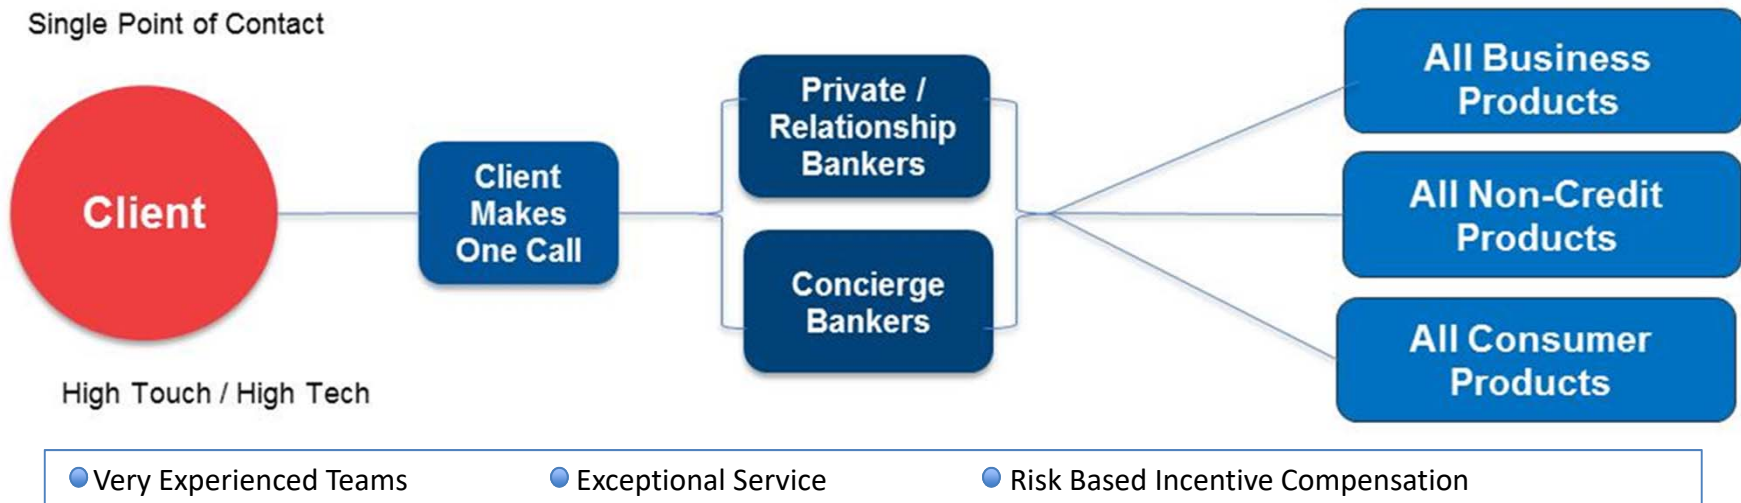 Single Point of Contact
Client
High Touch / High Tech
Client
Makes
One Call
Private /
Relationship
Bankers
Concierge
Bankers
All Business
Products
All Non-Credit
Products
All Consumer
Products
Very Experienced Teams
Exceptional Service
Risk Based Incentive Compensation